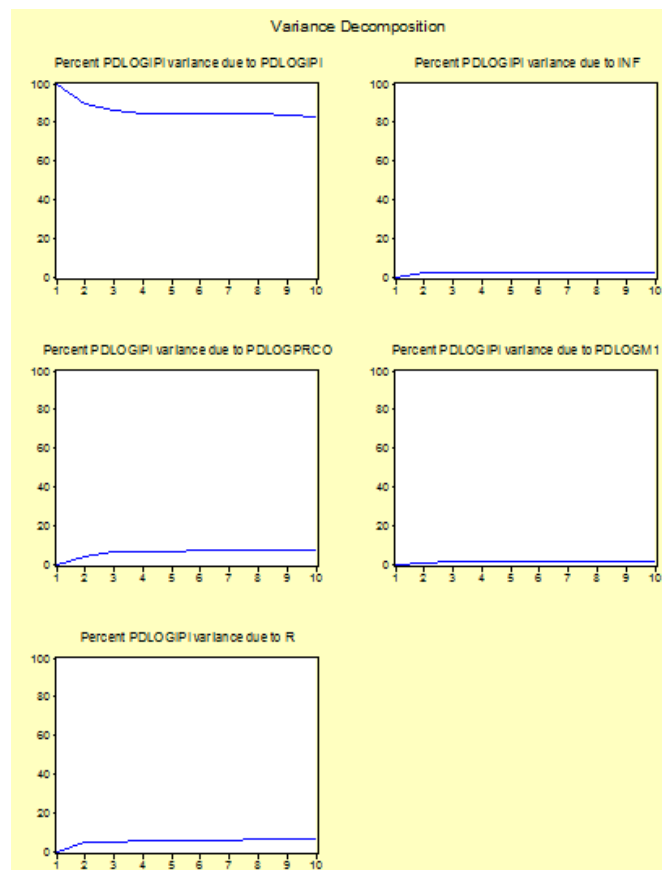 Variance Decomposition
Percent PDLOGIPI variance due to PDLOGIPI
100
80
60
40
20
0
1 2 3 4 5 6 7 8 9 10
Percent PDLOGIPI variance due to INF
100
80
60
40
20
0
1 2 3 4 5 6 7 8 9 10
Percent PDLOGIPI variance due to PDLOGPRCO
100
80
60
40
20
0
1 2 3 4 5 6 7 8 9 10
Percent PDLOGIPI variance due to PDLOGM1
100
80
60
40
20
0
1 2 3 4 5 6 7 8 9 10
Percent PDLOGIPI variance due to R
100
80
60
40
20
0
1 2 3 4 5 6 7 8 9 10